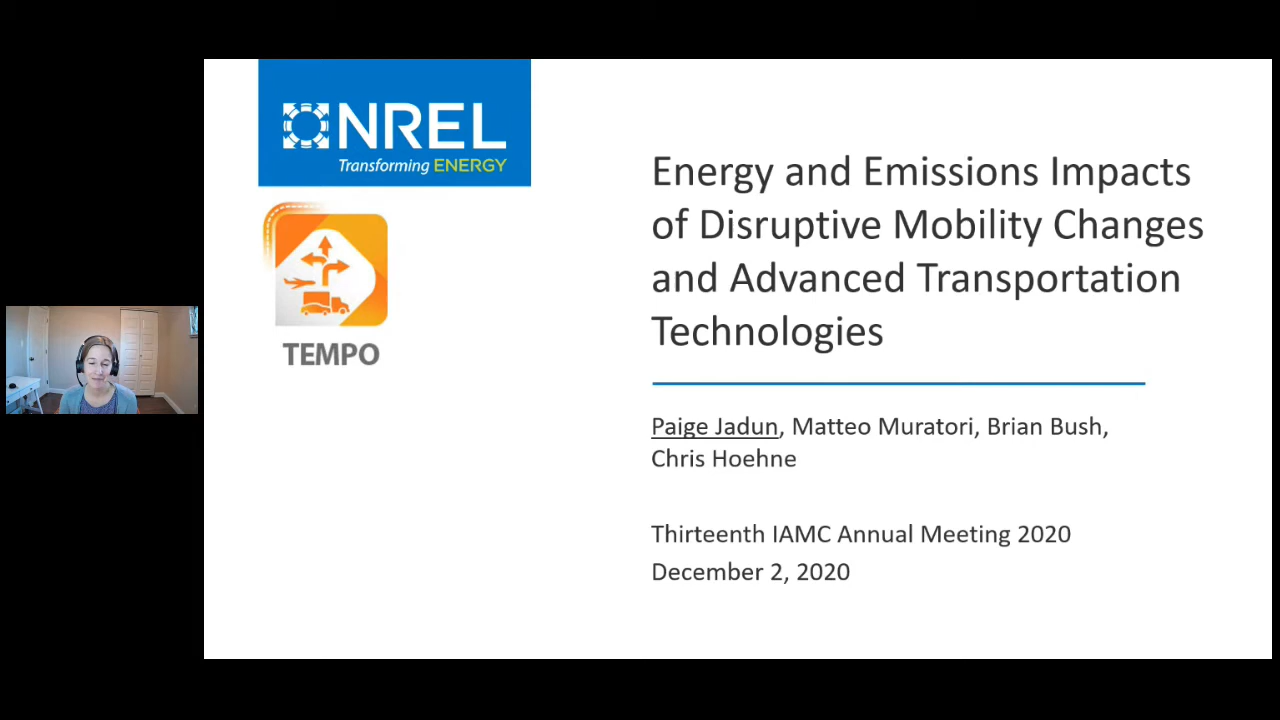 NREL
Transforming ENERGY
TEMPO
Energy and Emissions Impacts
of Disruptive Mobility Changes
and Advanced Transportation
Technologies
Paige Jadun, Matteo Muratori, Brian Bush,
Chris Hoehne
Thirteenth IAMC Annual Meeting 2020
December 2, 2020